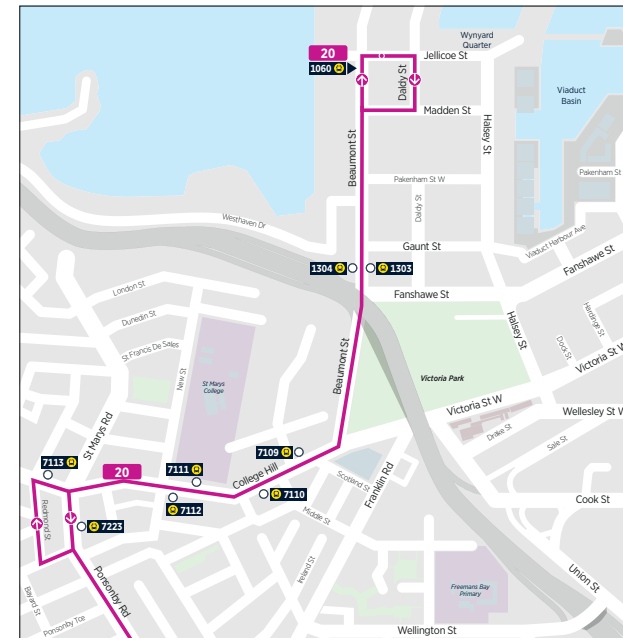 Wynyard
Quarter
20
Jellicoe St
1060
Daldy St
Viaduct
Basin
Madden St
Halsey St
Beaumont St
Pakenham St W
Pakenham St
Daldy St
Westhaven Dr
Viaduct Harbour Ave
Gaunt St
Fanshawe St
1304
1303
London St
Fanshawe St
Dunedin St
Halsey St
Hardinge St
St Francis De Sales
Dock St
Victoria St W
New St
Beaumont St
St Marys
College
Victoria Park
Victoria St W
Wellesley St W
St Marys Rd
Drake St
Sale St
7109
7113
20
7111
College Hill
Scotland St
Franklin Rd
7110
7112
Cook St
Redmond St
7223
Middle St
Ireland St
Union St
Bayard St
Ponsonby Rd
Freemans Bay
Primary
Ponsonby Tce
Wellington St